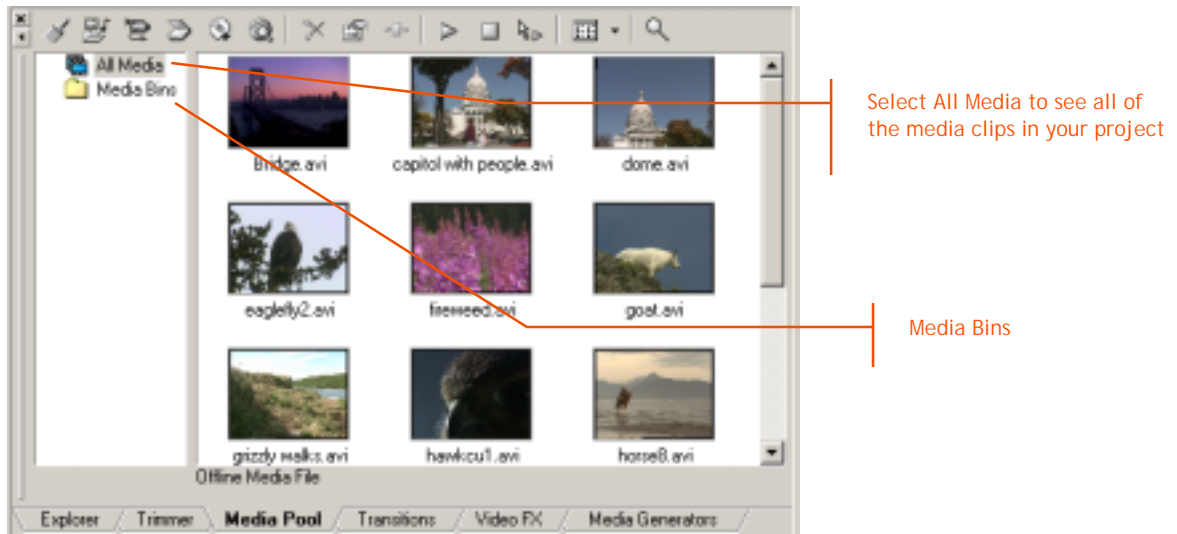 All Media
Media Bins
Bridge.avi
capitol with people.avi
dome.avi
eaglefly2.avi
fireweed.avi
goat.avi
grizzly walks.avi
hawkcu1.avi
horse8.avi
Offline Media File
Explorer
Trimmer
Media Pool
Transitions
Video FX
Media Generators
Select All Media to see all of
the media clips in your project
Media Bins